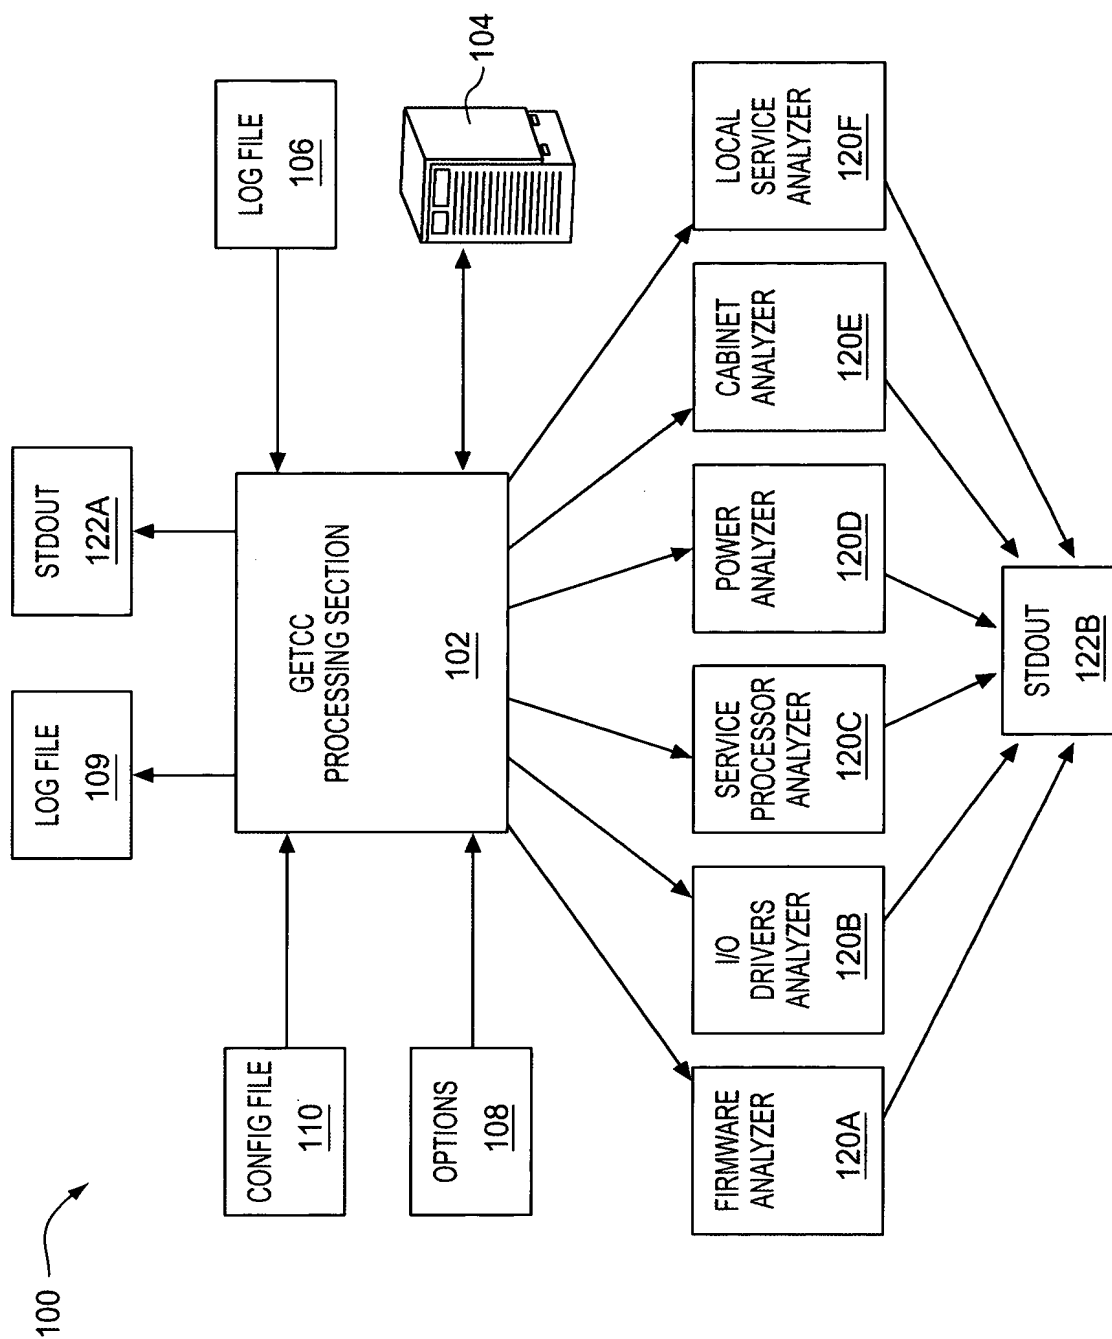 100
LOG FILE
109
STDOUT
122A
CONFIG FILE
110
OPTIONS
108
GETCC
PROCESSING SECTION
102
LOG FILE
106
104
FIRMWARE
ANALYZER
120A
I/O
DRIVERS
ANALYZER
120B
SERVICE
PROCESSOR
ANALYZER
120C
POWER
ANALYZER
120D
CABINET
ANALYZER
120E
LOCAL
SERVICE
ANALYZER
120F
STDOUT
122B